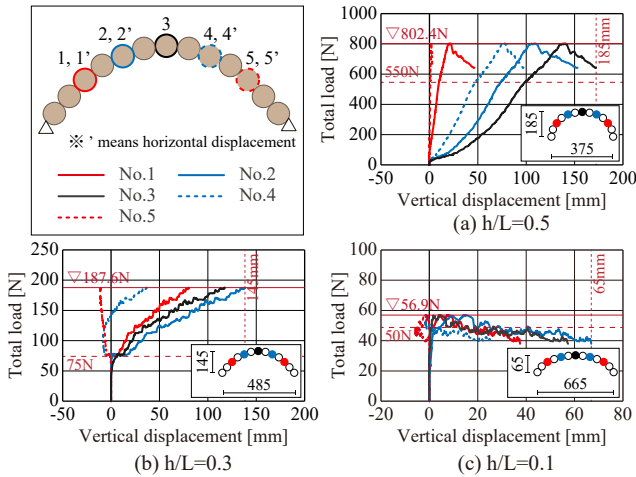 3
2, 2'
4, 4'
1, 1'
5, 5'
※ ' means horizontal displacement
No.1
No.2
No.3
No.4
No.5
Total load [N]
1000
800
600
400
200
0
▽802.4N
550N
185mm
185
375
-50
0
50
100
150
200
Vertical displacement [mm]
(a) h/L=0.5
Total load [N]
250
200
150
100
50
0
▽187.6N
75N
145mm
145
485
-50
0
50
100
150
200
Vertical displacement [mm]
(b) h/L=0.3
Total load [N]
100
80
60
40
20
0
▽56.9N
50N
65mm
65
665
-20
0
20
40
60
80
Vertical displacement [mm]
(c) h/L=0.1